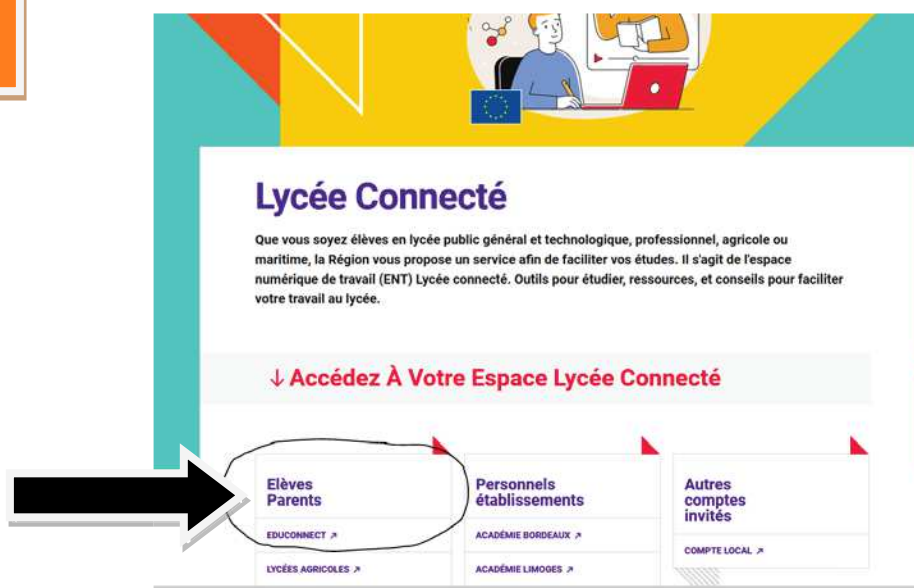 Lycée Connecté
Que vous soyez élèves en lycée public général et technologique, professionnel, agricole ou
maritime, la Région vous propose un service afin de faciliter vos études. Il s'agit de l'espace
numérique de travail (ENT) Lycée connecté. Outils pour étudier, ressources, et conseils pour faciliter
votre travail au lycée.
↓ Accédez À Votre Espace Lycée Connecté
Elèves
Parents
EDUCONNECT ↗
LYCÉES AGRICOLES ↗
Personnels
établissements
ACADÉMIE BORDEAUX ↗
ACADÉMIE LIMOGES ↗
Autres
comptes
invités
COMPTE LOCAL ↗